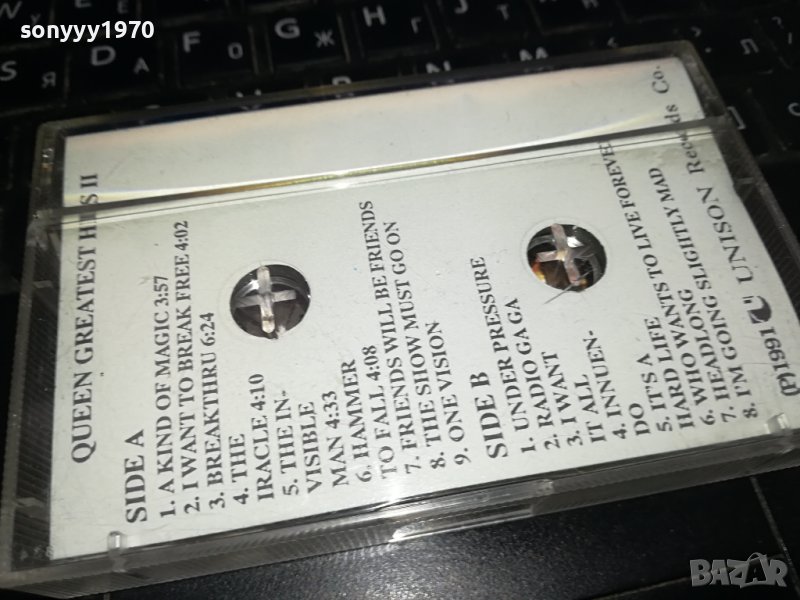 sonyyy1970
QUEEN GREATEST HITS II
SIDE A
1. A KIND OF MAGIC 3:57
2. I WANT TO BREAK FREE 4:02
3. BREAKTHRU 6:24
4. THE
IRACLE 4:10
5. THE IN-
VISIBLE
MAN 4:33
6. HAMMER
TO FALL 4:08
7. FRIENDS WILL BE FRIENDS
8. THE SHOW MUST GO ON
9. ONE VISION
SIDE B
1. UNDER PRESSURE
2. RADIO GA GA
3. I WANT
IT ALL
4. INNUEN-
DO
5. IT'S A
HARD LIFE
WHO WANTS TO LIVE FOREVER
6. HEADLONG
7. I'M GOING SLIGHTLY MAD
(P)1991 UNISON Records Co.
BAZAR